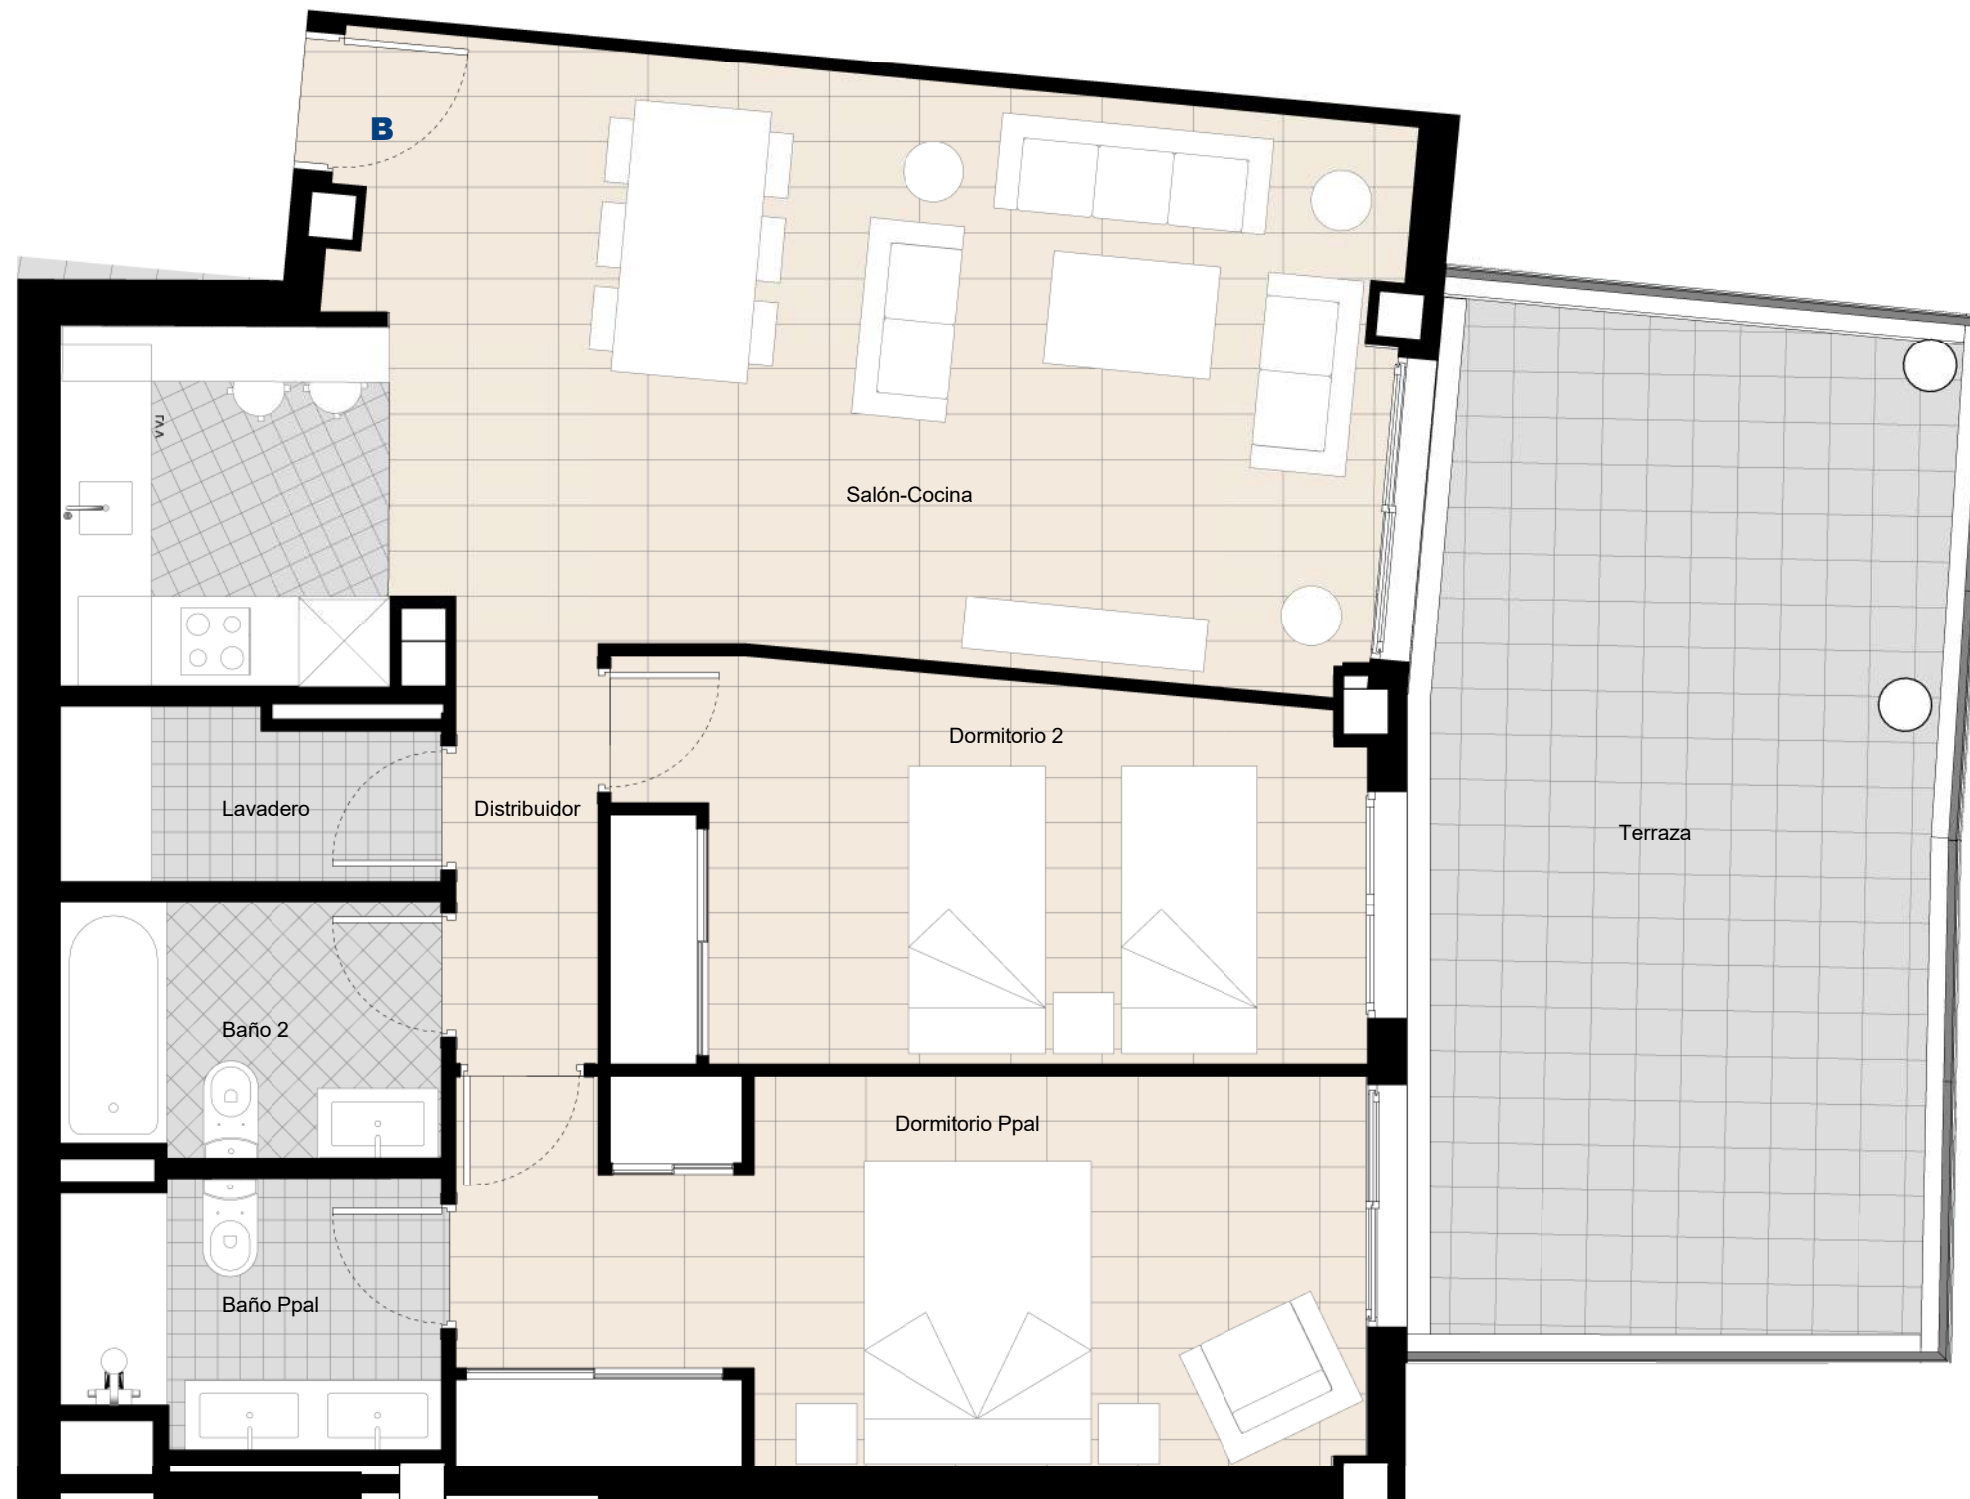 B
Salón-Cocina
Dormitorio 2
Lavadero
Distribuidor
Terraza
Baño 2
Dormitorio Ppal
Baño Ppal